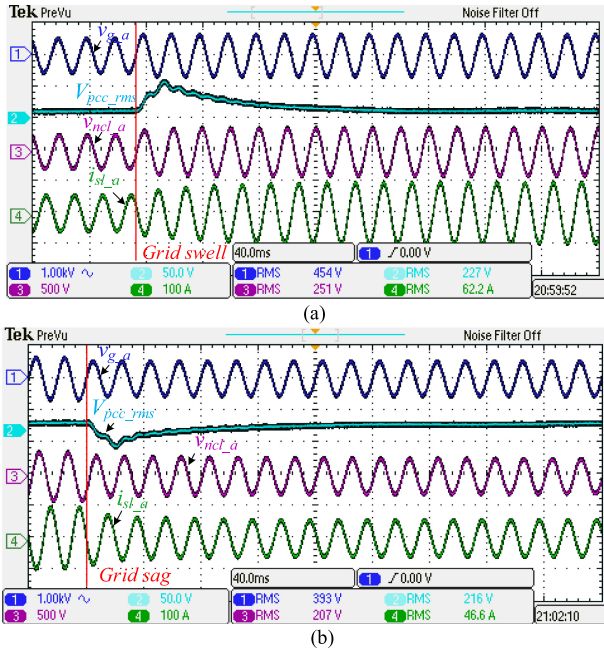 Tek PreVu Noise Filter Off
v_g_a
1
V_pcc_rms
2
v_ncl_a
3
i_sl_a
4
Grid swell
40.0ms 1 0.00 V
1 1.00kV 2 50.0 V 1 RMS 454 V 2 RMS 227 V
3 500 V 4 100 A 3 RMS 251 V 4 RMS 62.2 A 20:59:52
(a)
Tek PreVu Noise Filter Off
v_g_a
1
V_pcc_rms
2
v_ncl_a
3
i_sl_a
4
Grid sag
40.0ms 1 0.00 V
1 1.00kV 2 50.0 V 1 RMS 393 V 2 RMS 216 V
3 500 V 4 100 A 3 RMS 207 V 4 RMS 46.6 A 21:02:10
(b)